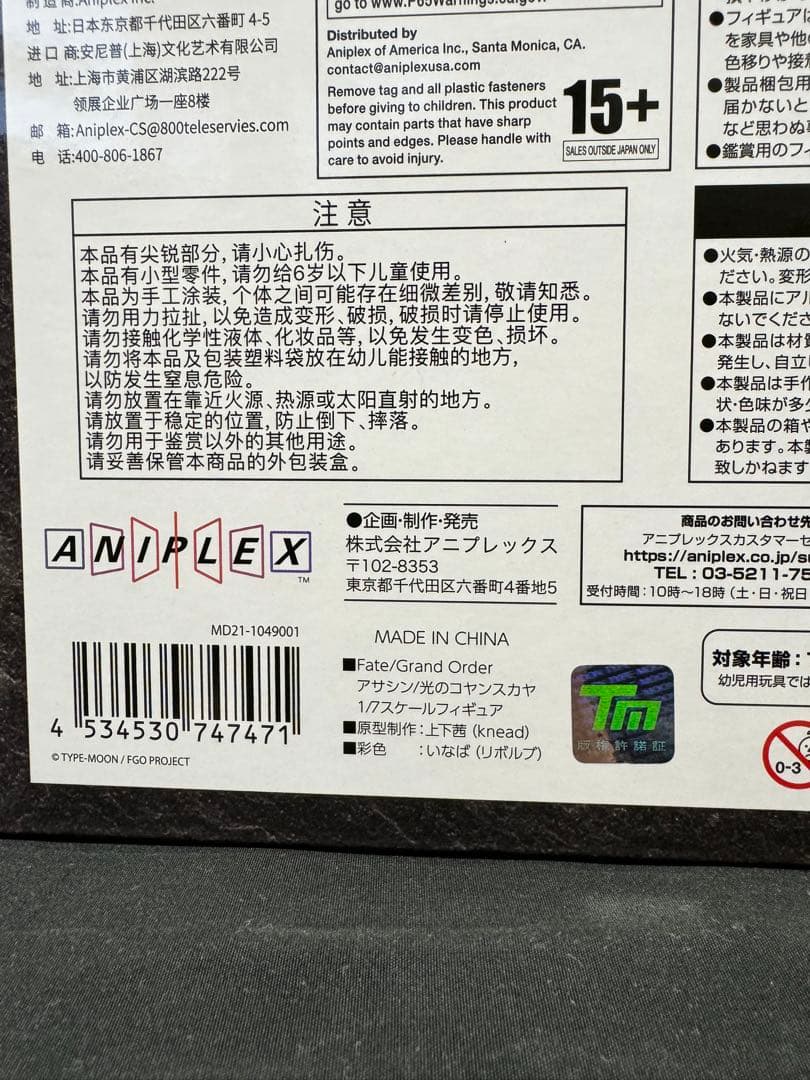 制造商:Aniplex Inc.
地 址:日本东京都千代田区六番町 4-5
进口商:安尼普(上海)文化艺术有限公司
地 址:上海市黄浦区湖滨路222号
领展企业广场一座8楼
邮 箱:Aniplex-CS@800teleservies.com
电 话:400-806-1867
go to www.P65Warnings.ca.gov.
Distributed by
Aniplex of America Inc., Santa Monica, CA.
contact@aniplexusa.com
Remove tag and all plastic fasteners
before giving to children. This product
may contain parts that have sharp
points and edges. Please handle with
care to avoid injury.
15+
SALES OUTSIDE JAPAN ONLY
●フィギュアに
を家具や他の
色移りや接
●製品梱包用
届かないと
など思わぬ
●鑑賞用のフィ
注意
本品有尖锐部分,请小心扎伤。
本品有小型零件,请勿给6岁以下儿童使用。
本品为手工涂装,个体之间可能存在细微差别,敬请知悉。
请勿用力拉扯,以免造成变形、破损,破损时请停止使用。
请勿接触化学性液体、化妆品等,以免发生变色、损坏。
请勿将本品及包装塑料袋放在幼儿能接触的地方,
以防发生窒息危险。
请勿放置在靠近火源、热源或太阳直射的地方。
请放置于稳定的位置,防止倒下、摔落。
请勿用于鉴赏以外的其他用途。
请妥善保管本商品的外包装盒。
●火気・熱源の
ださい。変形
●本製品にアル
ないでくださ
●本製品は材質
発生し、自立
●本製品は手作
状・色味が多少
●本製品の箱や
あります。本製
致しかねます
ANIPLEX
TM
●企画・制作・発売
株式会社アニプレックス
〒102-8353
東京都千代田区六番町4番地5
商品のお問い合わせ先
アニプレックスカスタマーセ
https://aniplex.co.jp/su
TEL : 03-5211-75
受付時間:10時～18時(土・日・祝日
MD21-1049001
4 534530 747471
© TYPE-MOON / FGO PROJECT
MADE IN CHINA
■Fate/Grand Order
アサシン/光のコヤンスカヤ
1/7スケールフィギュア
■原型制作:上下茜 (knead)
■彩色 :いなば (リボルブ)
TM
版権許諾証
対象年齢:1
幼児用玩具では
0-3